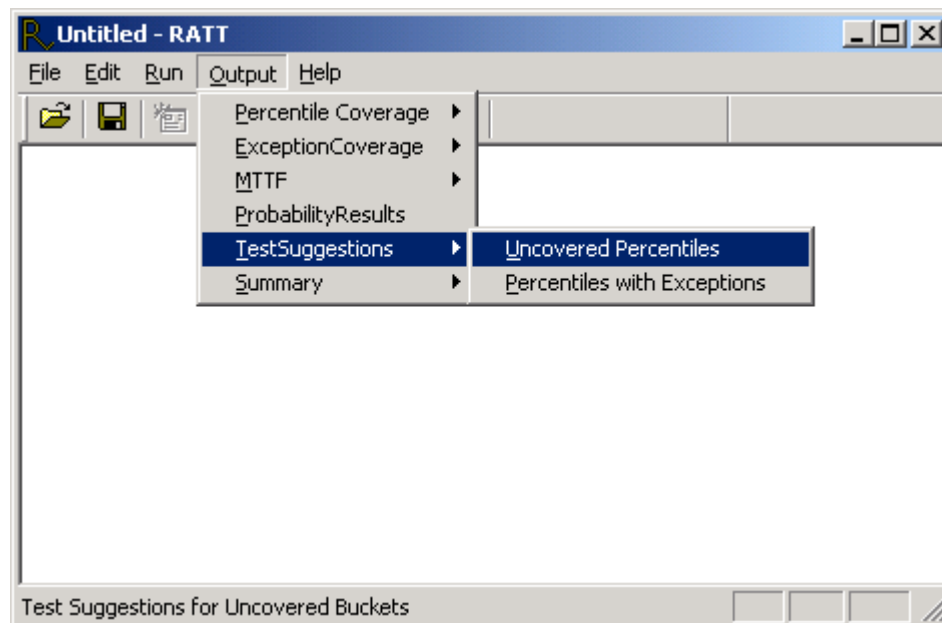 Untitled - RATT
File Edit Run Output Help
Percentile Coverage
ExceptionCoverage
MTTF
ProbabilityResults
TestSuggestions
Summary
Uncovered Percentiles
Percentiles with Exceptions
Test Suggestions for Uncovered Buckets